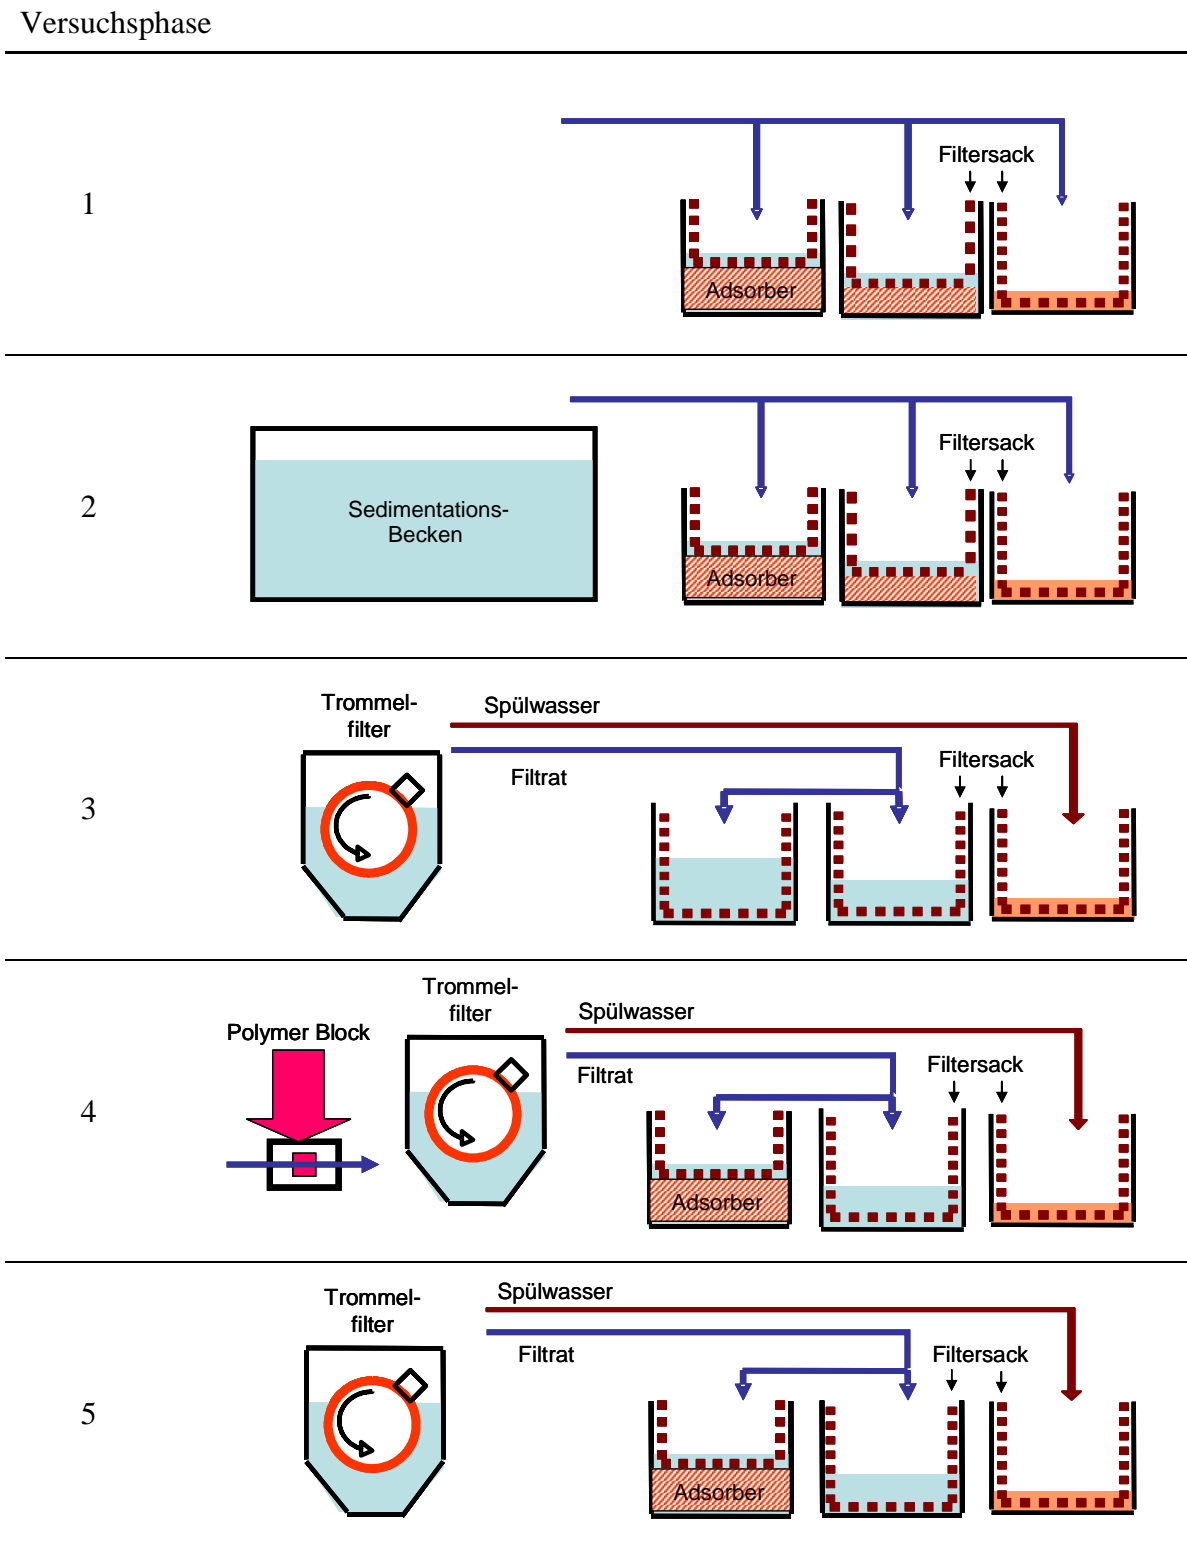 Versuchsphase
Filtersack
1
Adsorber
Filtersack
2
Sedimentations-
Becken
Adsorber
Trommel-
filter
Spülwasser
Filtrat
Filtersack
3
Trommel-
filter
Spülwasser
Polymer Block
Filtrat
Filtersack
4
Adsorber
Trommel-
filter
Spülwasser
Filtrat
Filtersack
5
Adsorber